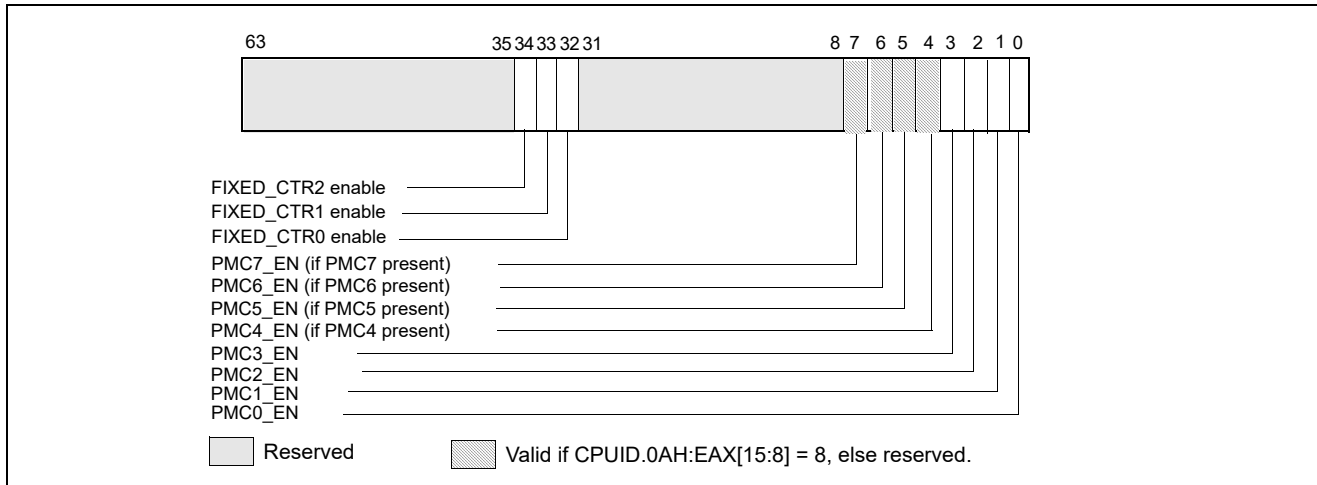 63 35 34 33 32 31 8 7 6 5 4 3 2 1 0
FIXED_CTR2 enable
FIXED_CTR1 enable
FIXED_CTR0 enable
PMC7_EN (if PMC7 present)
PMC6_EN (if PMC6 present)
PMC5_EN (if PMC5 present)
PMC4_EN (if PMC4 present)
PMC3_EN
PMC2_EN
PMC1_EN
PMC0_EN
Reserved Valid if CPUID.0AH:EAX[15:8] = 8, else reserved.